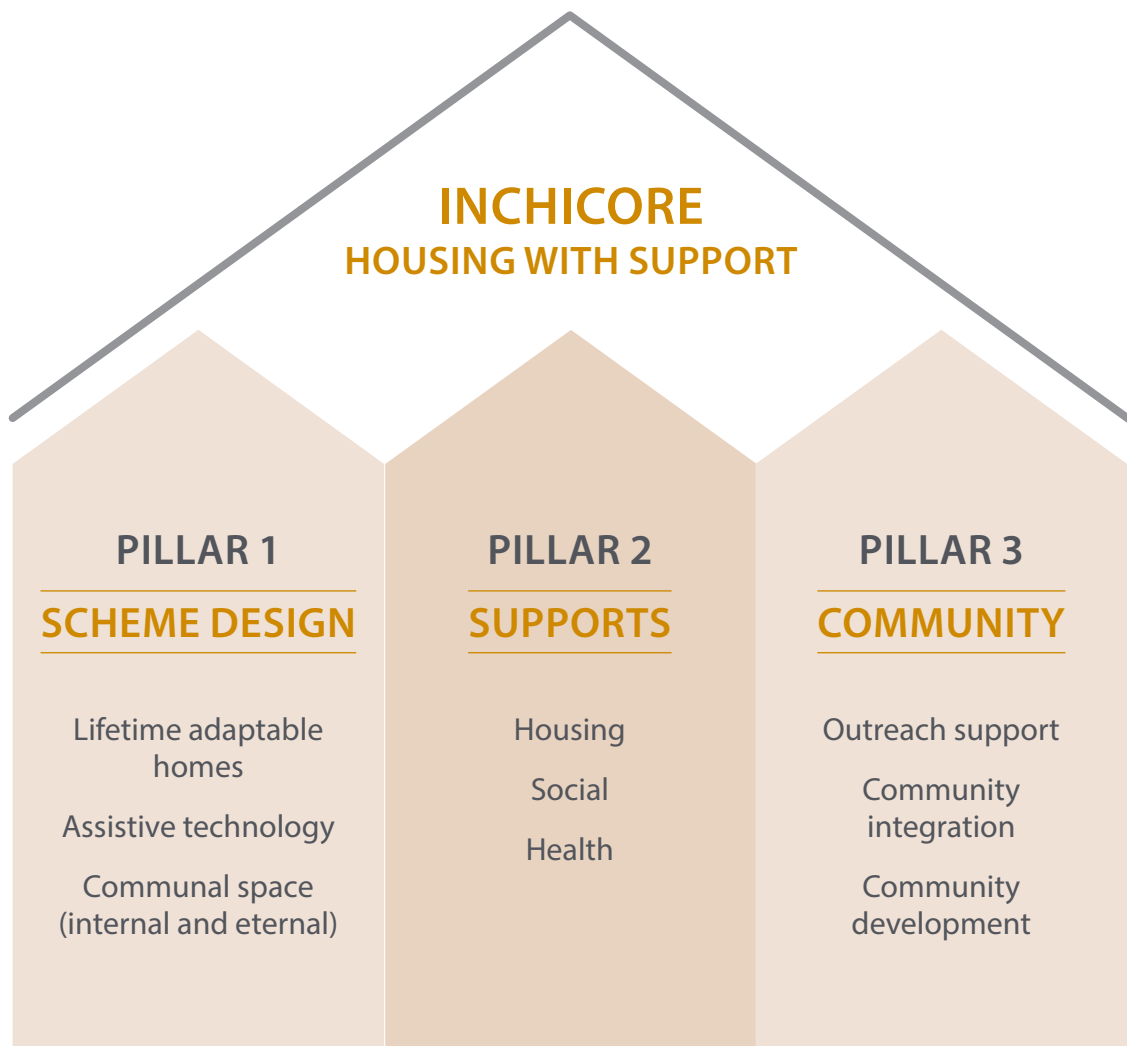 INCHICORE
HOUSING WITH SUPPORT
PILLAR 1
SCHEME DESIGN
Lifetime adaptable
homes
Assistive technology
Communal space
(internal and eternal)
PILLAR 2
SUPPORTS
Housing
Social
Health
PILLAR 3
COMMUNITY
Outreach support
Community
integration
Community
development